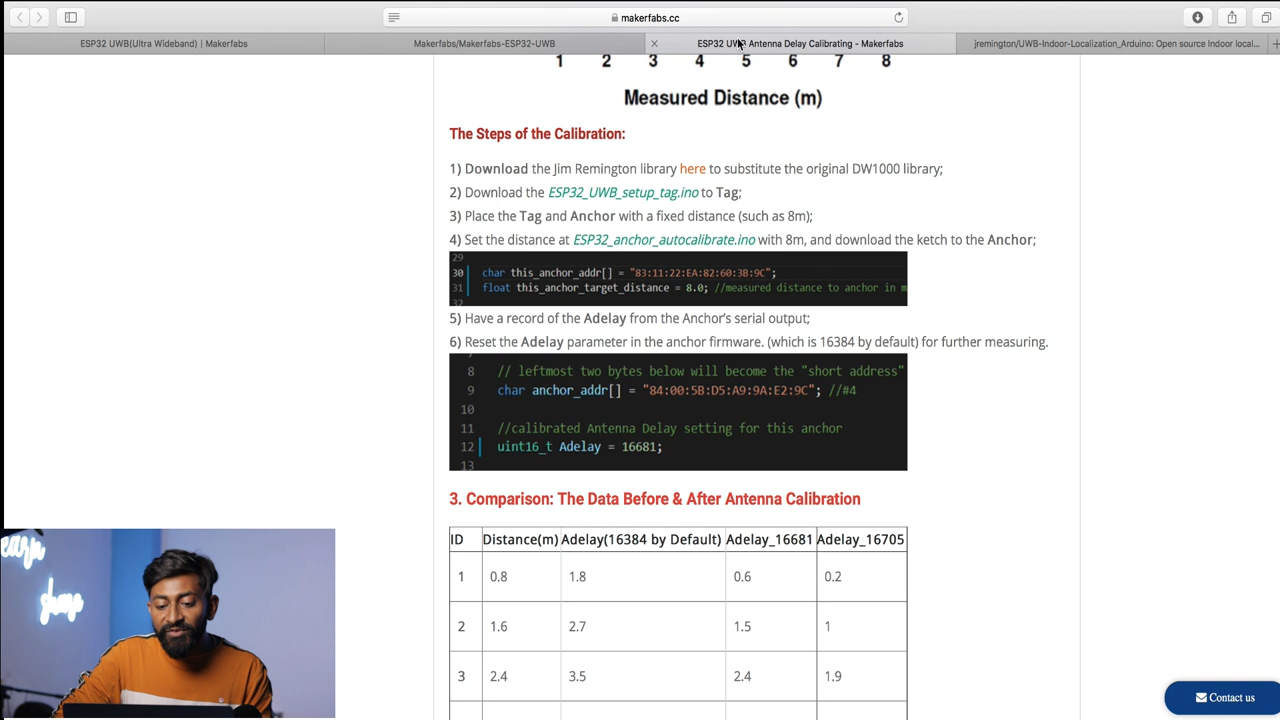 makerfabs.cc
ESP32 UWB(Ultra Wideband) | Makerfabs
Makerfabs/Makerfabs-ESP32-UWB
ESP32 UWB Antenna Delay Calibrating - Makerfabs
jremington/UWB-Indoor-Localization_Arduino: Open source Indoor local...
1 2 3 4 5 6 7 8
Measured Distance (m)
The Steps of the Calibration:
1) Download the Jim Remington library here to substitute the original DW1000 library;
2) Download the ESP32_UWB_setup_tag.ino to Tag;
3) Place the Tag and Anchor with a fixed distance (such as 8m);
4) Set the distance at ESP32_anchor_autocalibrate.ino with 8m, and download the ketch to the Anchor;
29
30 char this_anchor_addr[] = "83:11:22:EA:82:60:3B:9C";
31 float this_anchor_target_distance = 8.0; //measured distance to anchor in m
32
5) Have a record of the Adelay from the Anchor's serial output;
6) Reset the Adelay parameter in the anchor firmware. (which is 16384 by default) for further measuring.
7
8 // leftmost two bytes below will become the "short address"
9 char anchor_addr[] = "84:00:5B:D5:A9:9A:E2:9C"; //#4
10
11 //calibrated Antenna Delay setting for this anchor
12 uint16_t Adelay = 16681;
13
3. Comparison: The Data Before & After Antenna Calibration
ID Distance(m) Adelay(16384 by Default) Adelay_16681 Adelay_16705
1 0.8 1.8 0.6 0.2
2 1.6 2.7 1.5 1
3 2.4 3.5 2.4 1.9
Contact us